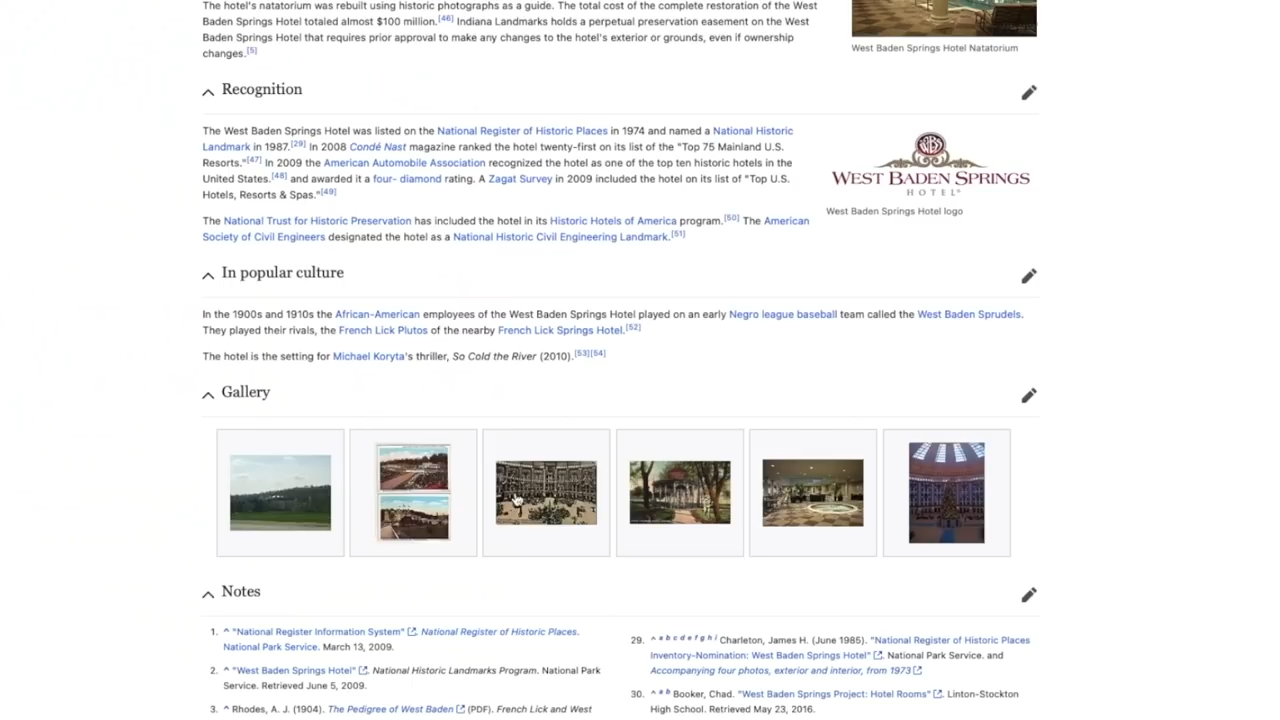 The hotel's natatorium was rebuilt using historic photographs as a guide. The total cost of the complete restoration of the West
Baden Springs Hotel totaled almost $100 million.[46] Indiana Landmarks holds a perpetual preservation easement on the West
Baden Springs Hotel that requires prior approval to make any changes to the hotel's exterior or grounds, even if ownership
changes.[5]
West Baden Springs Hotel Natatorium
Recognition
The West Baden Springs Hotel was listed on the National Register of Historic Places in 1974 and named a National Historic
Landmark in 1987.[29] In 2008 Condé Nast magazine ranked the hotel twenty-first on its list of the "Top 75 Mainland U.S.
Resorts."[47] In 2009 the American Automobile Association recognized the hotel as one of the top ten historic hotels in the
United States.[48] and awarded it a four- diamond rating. A Zagat Survey in 2009 included the hotel on its list of "Top U.S.
Hotels, Resorts & Spas."[49]
WEST BADEN SPRINGS
HOTEL
West Baden Springs Hotel logo
The National Trust for Historic Preservation has included the hotel in its Historic Hotels of America program.[50] The American
Society of Civil Engineers designated the hotel as a National Historic Civil Engineering Landmark.[51]
In popular culture
In the 1900s and 1910s the African-American employees of the West Baden Springs Hotel played on an early Negro league baseball team called the West Baden Sprudels.
They played their rivals, the French Lick Plutos of the nearby French Lick Springs Hotel.[52]
The hotel is the setting for Michael Koryta's thriller, So Cold the River (2010).[53][54]
Gallery
Notes
1. ^ "National Register Information System". National Register of Historic Places.
National Park Service. March 13, 2009.
2. ^ "West Baden Springs Hotel". National Historic Landmarks Program. National Park
Service. Retrieved June 5, 2009.
3. ^ Rhodes, A. J. (1904). The Pedigree of West Baden (PDF). French Lick and West
29. ^ a b c d e f g h i Charleton, James H. (June 1985). "National Register of Historic Places
Inventory-Nomination: West Baden Springs Hotel". National Park Service. and
Accompanying four photos, exterior and interior, from 1973
30. ^ a b Booker, Chad. "West Baden Springs Project: Hotel Rooms". Linton-Stockton
High School. Retrieved May 23, 2016.